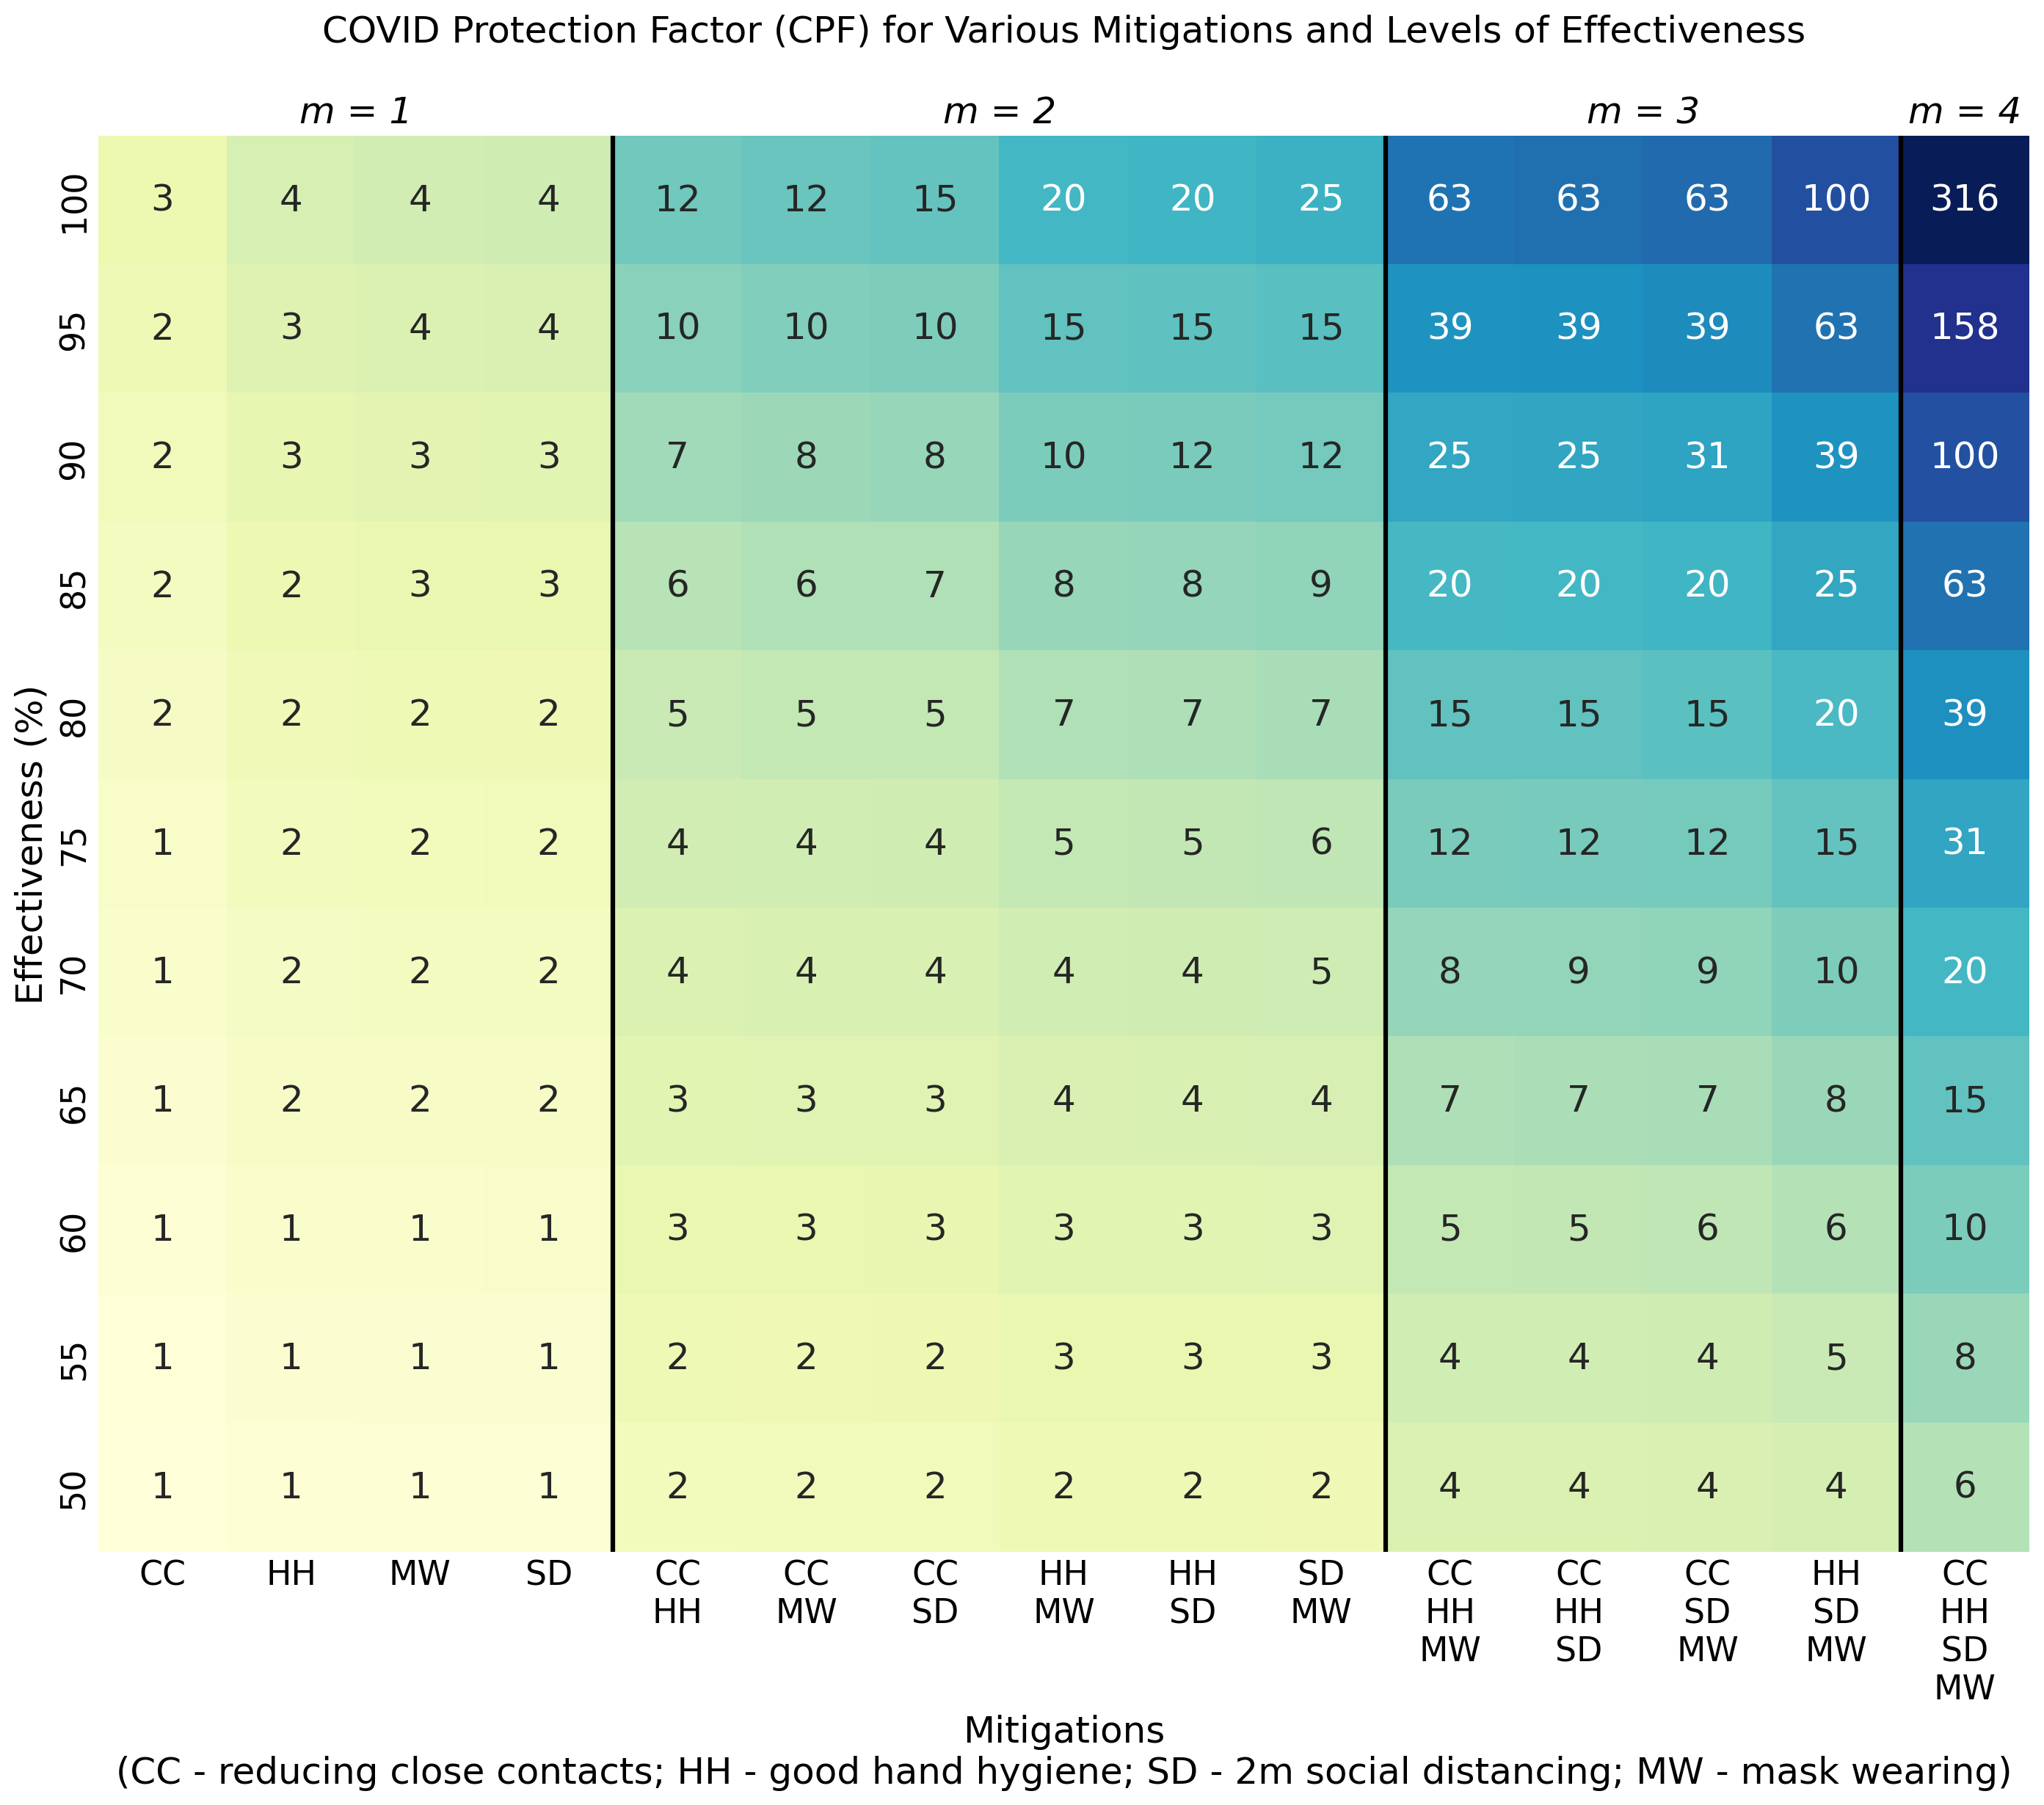 COVID Protection Factor (CPF) for Various Mitigations and Levels of Effectiveness
m = 1 m = 2 m = 3 m = 4
100 3 4 4 4 12 12 15 20 20 25 63 63 63 100 316
95 2 3 4 4 10 10 10 15 15 15 39 39 39 63 158
90 2 3 3 3 7 8 8 10 12 12 25 25 31 39 100
85 2 2 3 3 6 6 7 8 8 9 20 20 20 25 63
80 2 2 2 2 5 5 5 7 7 7 15 15 15 20 39
75 1 2 2 2 4 4 4 5 5 6 12 12 12 15 31
70 1 2 2 2 4 4 4 4 4 5 8 9 9 10 20
65 1 2 2 2 3 3 3 4 4 4 7 7 7 8 15
60 1 1 1 1 3 3 3 3 3 3 5 5 6 6 10
55 1 1 1 1 2 2 2 3 3 3 4 4 4 5 8
50 1 1 1 1 2 2 2 2 2 2 4 4 4 4 6
Effectiveness (%)
CC HH MW SD CC CC CC HH HH SD CC CC CC HH CC
HH MW SD MW SD MW HH HH SD SD HH
MW SD MW MW SD
MW
Mitigations
(CC - reducing close contacts; HH - good hand hygiene; SD - 2m social distancing; MW - mask wearing)